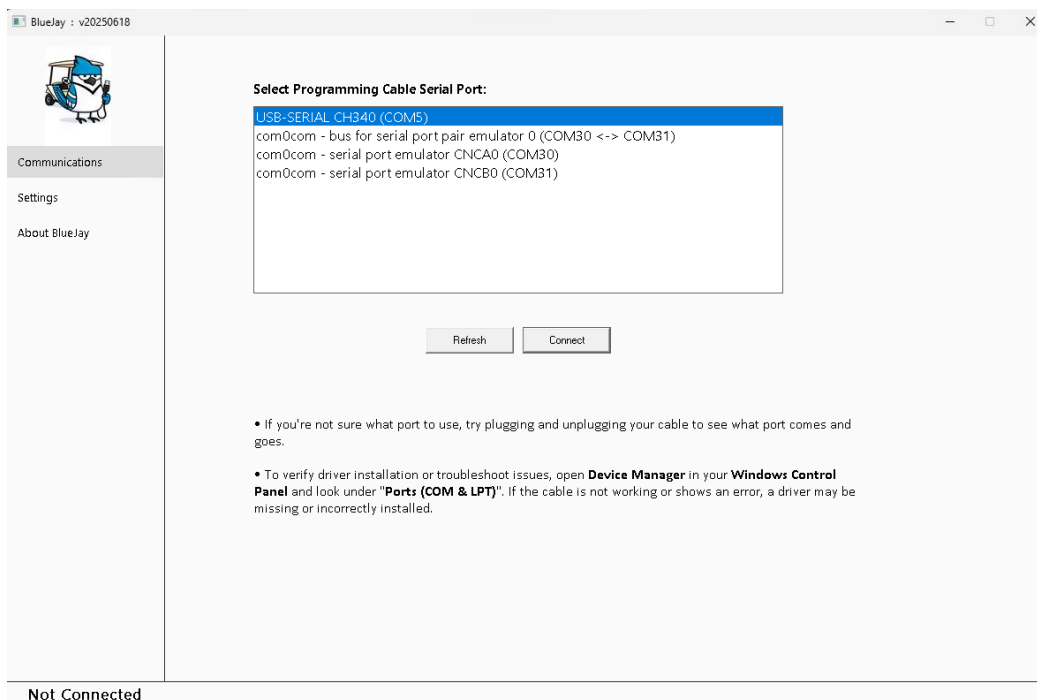 BlueJay : v20250618
Communications
Settings
About BlueJay
Select Programming Cable Serial Port:
USB-SERIAL CH340 (COM5)
com0com - bus for serial port pair emulator 0 (COM30 <-> COM31)
com0com - serial port emulator CNCA0 (COM30)
com0com - serial port emulator CNCB0 (COM31)
Refresh
Connect
• If you're not sure what port to use, try plugging and unplugging your cable to see what port comes and
goes.
• To verify driver installation or troubleshoot issues, open Device Manager in your Windows Control
Panel and look under "Ports (COM & LPT)". If the cable is not working or shows an error, a driver may be
missing or incorrectly installed.
Not Connected